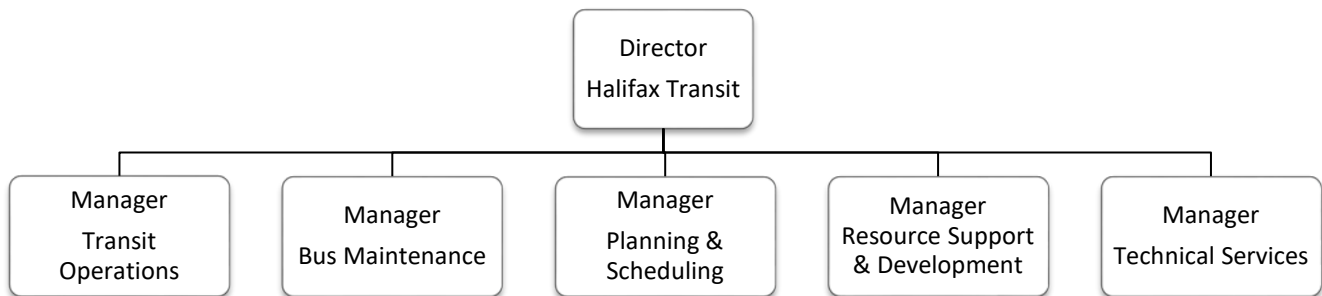 Director
Halifax Transit
Manager
Transit
Operations
Manager
Bus Maintenance
Manager
Planning &
Scheduling
Manager
Resource Support
& Development
Manager
Technical Services